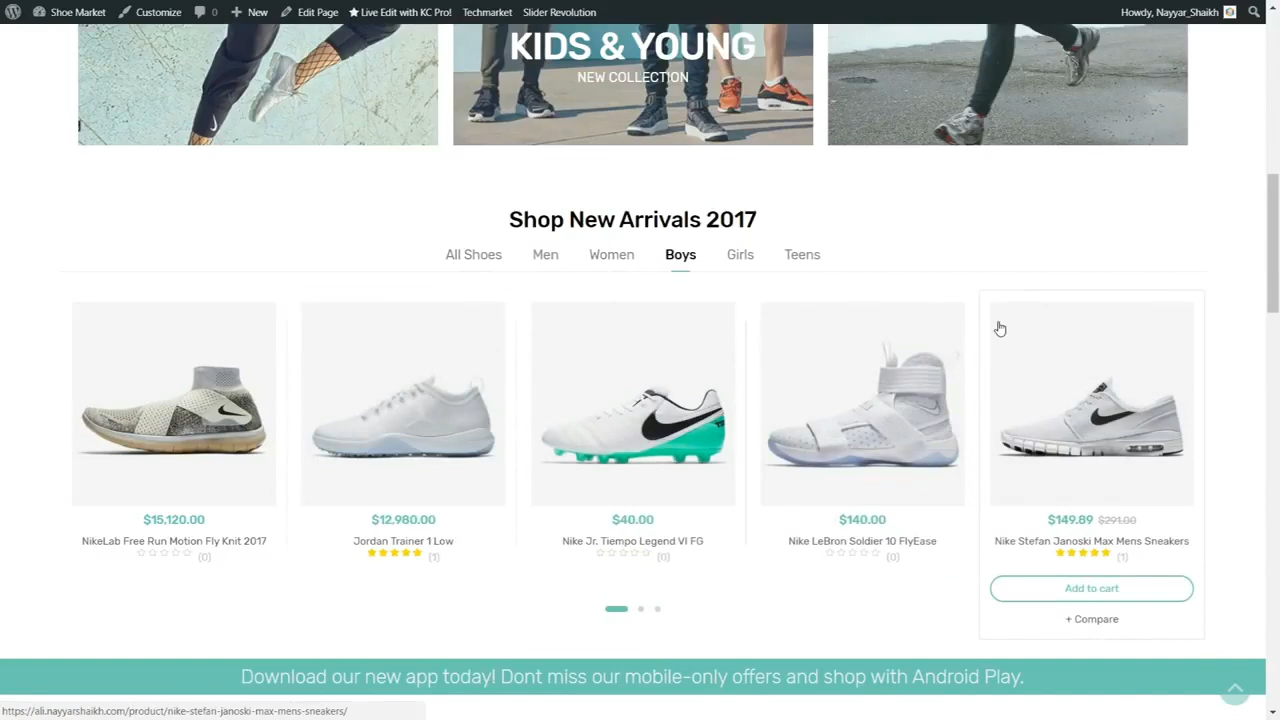 Shoe Market Customize 0 New Edit Page Live Edit with KC Pro! Techmarket Slider Revolution Howdy, Nayyar_Shaikh
KIDS & YOUNG
NEW COLLECTION
Shop New Arrivals 2017
All Shoes Men Women Boys Girls Teens
$15,120.00 $12,980.00 $40.00 $140.00 $149.89 $291.00
NikeLab Free Run Motion Fly Knit 2017 Jordan Trainer 1 Low Nike Jr. Tiempo Legend VI FG Nike LeBron Soldier 10 FlyEase Nike Stefan Janoski Max Mens Sneakers
(0) (1) (0) (0) (1)
Add to cart
+ Compare
Download our new app today! Dont miss our mobile-only offers and shop with Android Play.
https://ali.nayyarshaikh.com/product/nike-stefan-janoski-max-mens-sneakers/